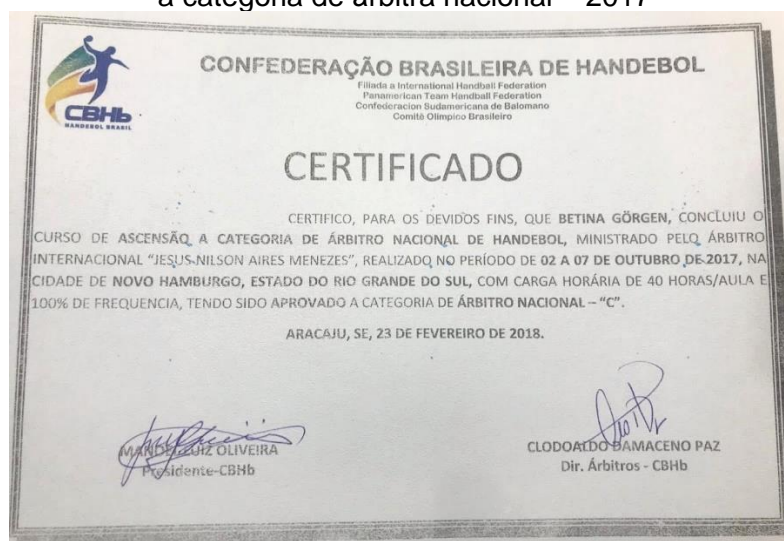 a categoria de árbitra nacional – 2017
CONFEDERAÇÃO BRASILEIRA DE HANDEBOL
Filiada a International Handball Federation
Panamerican Team Handball Federation
Confederacion Sudamericana de Balomano
Comitê Olímpico Brasileiro
CBHb
HANDEBOL BRASIL
CERTIFICADO
CERTIFICO, PARA OS DEVIDOS FINS, QUE BETINA GÖRGEN, CONCLUIU O
CURSO DE ASCENSÃO A CATEGORIA DE ÁRBITRO NACIONAL DE HANDEBOL, MINISTRADO PELO ÁRBITRO
INTERNACIONAL "JESUS NILSON AIRES MENEZES", REALIZADO NO PERÍODO DE 02 A 07 DE OUTUBRO DE 2017, NA
CIDADE DE NOVO HAMBURGO, ESTADO DO RIO GRANDE DO SUL, COM CARGA HORÁRIA DE 40 HORAS/AULA E
100% DE FREQUENCIA, TENDO SIDO APROVADO A CATEGORIA DE ÁRBITRO NACIONAL – "C".
ARACAJU, SE, 23 DE FEVEREIRO DE 2018.
MANOEL LUIZ OLIVEIRA
Presidente-CBHb
CLODOALDO DAMACENO PAZ
Dir. Árbitros - CBHb